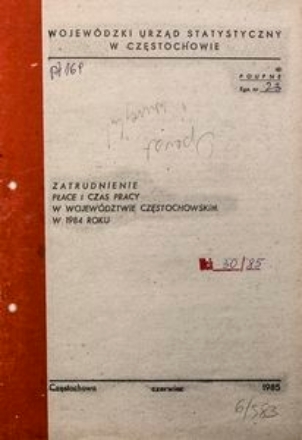 WOJEWÓDZKI URZĄD STATYSTYCZNY
W CZĘSTOCHOWIE
POUFNE
Egz. nr 23
ZATRUDNIENIE
PŁACE I CZAS PRACY
W WOJEWÓDZTWIE CZĘSTOCHOWSKIM
W 1984 ROKU
50/85
Częstochowa czerwiec 1985
6/583